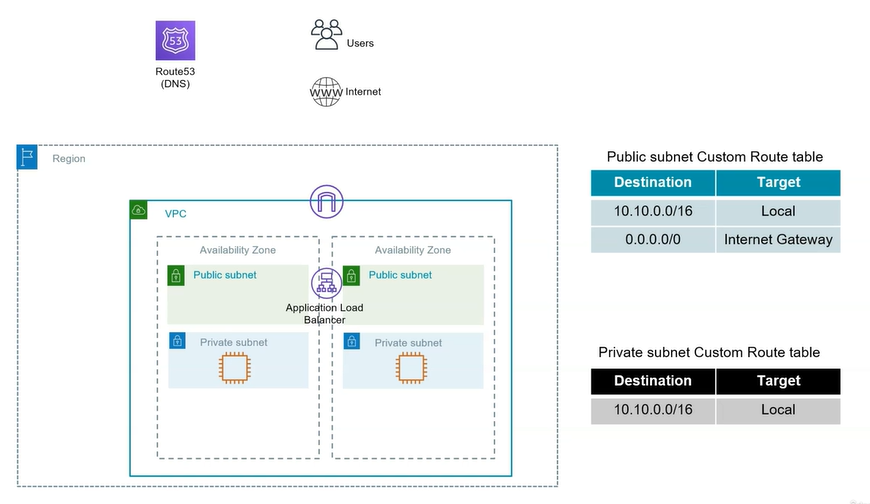 53
Route53
(DNS)
Users
WWW
Internet
Region
VPC
Availability Zone
Public subnet
Availability Zone
Public subnet
Application Load
Balancer
Private subnet
Private subnet
Public subnet Custom Route table
Destination Target
10.10.0.0/16 Local
0.0.0.0/0 Internet Gateway
Private subnet Custom Route table
Destination Target
10.10.0.0/16 Local